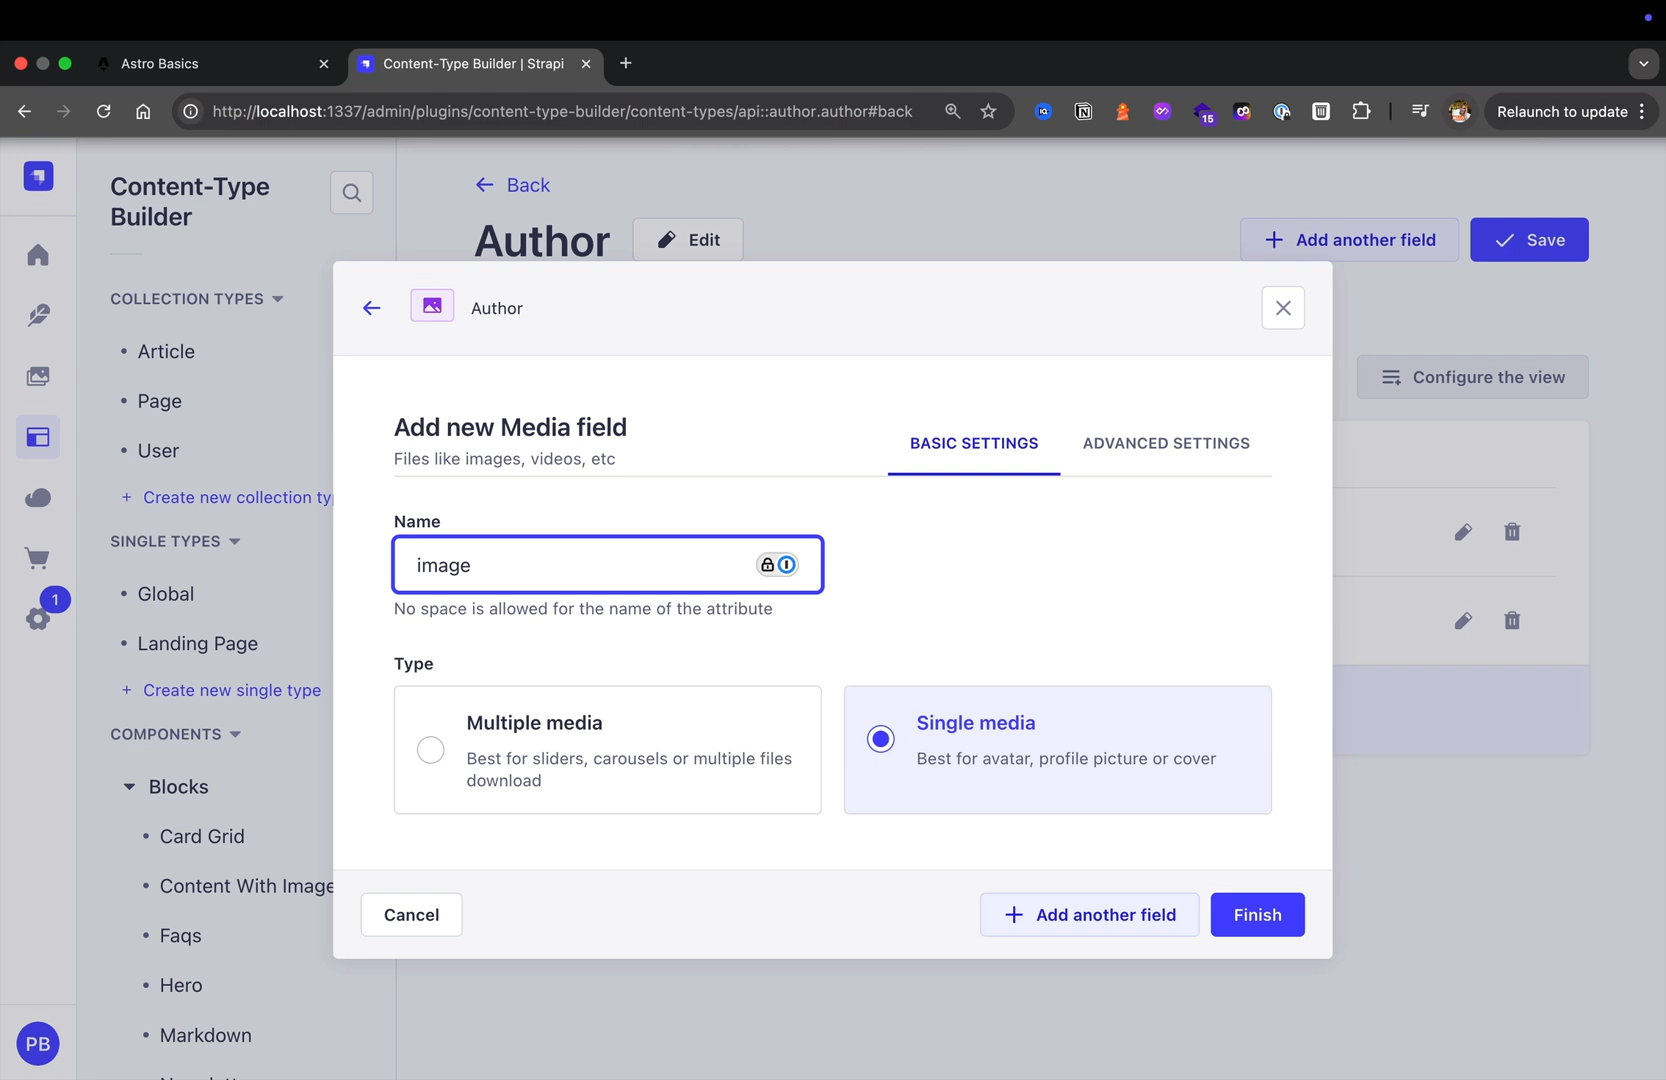 Astro Basics
Content-Type Builder | Strapi
http://localhost:1337/admin/plugins/content-type-builder/content-types/api::author.author#back
15
Relaunch to update
Content-Type
Builder
COLLECTION TYPES
Article
Page
User
+ Create new collection ty
SINGLE TYPES
1
Global
Landing Page
+ Create new single type
COMPONENTS
Blocks
Card Grid
Content With Image
Faqs
Hero
Markdown
PB
Back
Author
Edit
Add another field
Save
Configure the view
Author
Add new Media field
Files like images, videos, etc
BASIC SETTINGS
ADVANCED SETTINGS
Name
image
No space is allowed for the name of the attribute
Type
Multiple media
Best for sliders, carousels or multiple files
download
Single media
Best for avatar, profile picture or cover
Cancel
Add another field
Finish